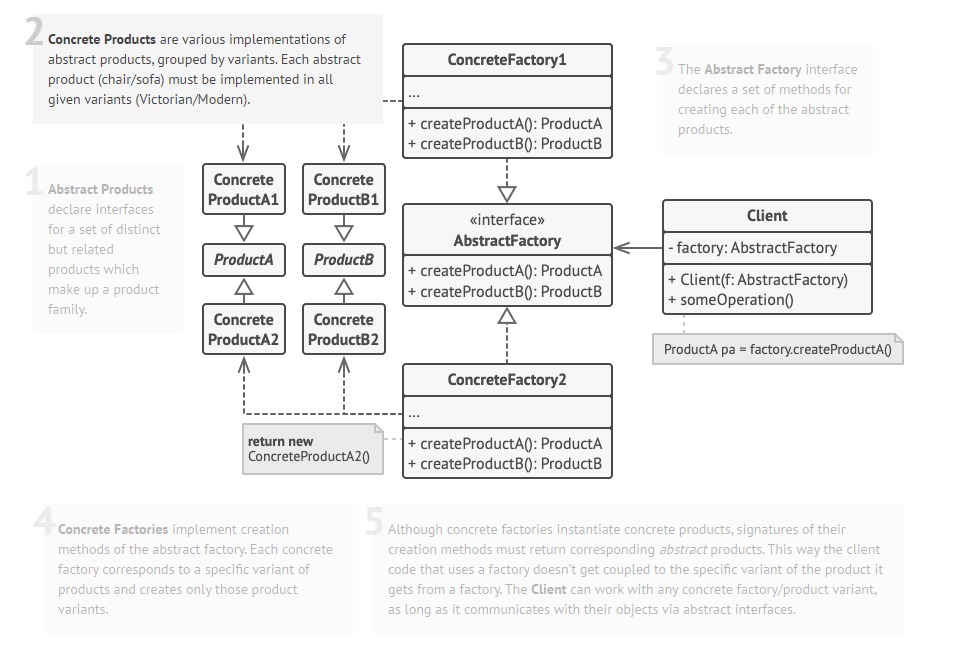 2
Concrete Products are various implementations of
abstract products, grouped by variants. Each abstract
product (chair/sofa) must be implemented in all
given variants (Victorian/Modern).
ConcreteFactory1
...
+ createProductA(): ProductA
+ createProductB(): ProductB
3
The Abstract Factory interface
declares a set of methods for
creating each of the abstract
products.
1
Abstract Products
declare interfaces
for a set of distinct
but related
products which
make up a product
family.
Concrete
ProductA1
Concrete
ProductB1
ProductA
ProductB
Concrete
ProductA2
Concrete
ProductB2
«interface»
AbstractFactory
+ createProductA(): ProductA
+ createProductB(): ProductB
Client
- factory: AbstractFactory
+ Client(f: AbstractFactory)
+ someOperation()
ProductA pa = factory.createProductA()
ConcreteFactory2
...
+ createProductA(): ProductA
+ createProductB(): ProductB
return new
ConcreteProductA2()
4
Concrete Factories implement creation
methods of the abstract factory. Each concrete
factory corresponds to a specific variant of
products and creates only those product
variants.
5
Although concrete factories instantiate concrete products, signatures of their
creation methods must return corresponding abstract products. This way the client
code that uses a factory doesn't get coupled to the specific variant of the product it
gets from a factory. The Client can work with any concrete factory/product variant,
as long as it communicates with their objects via abstract interfaces.